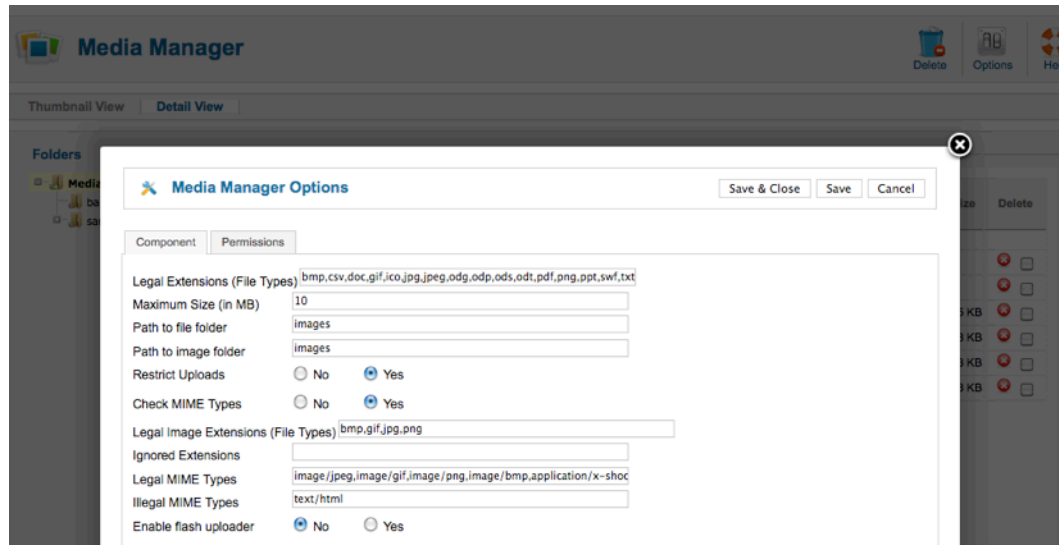 Media Manager
Delete
Options
Thumbnail View
Detail View
Folders
Media Manager Options
Save & Close
Save
Cancel
Delete
Component
Permissions
Legal Extensions (File Types) bmp,csv,doc,gif,ico,jpg,jpeg,odg,odp,ods,odt,pdf,png,ppt,swf,txt
Maximum Size (in MB) 10
Path to file folder images
Path to image folder images
Restrict Uploads No Yes
Check MIME Types No Yes
Legal Image Extensions (File Types) bmp,gif,jpg,png
Ignored Extensions
Legal MIME Types image/jpeg,image/gif,image/png,image/bmp,application/x-shoc
Illegal MIME Types text/html
Enable flash uploader No Yes